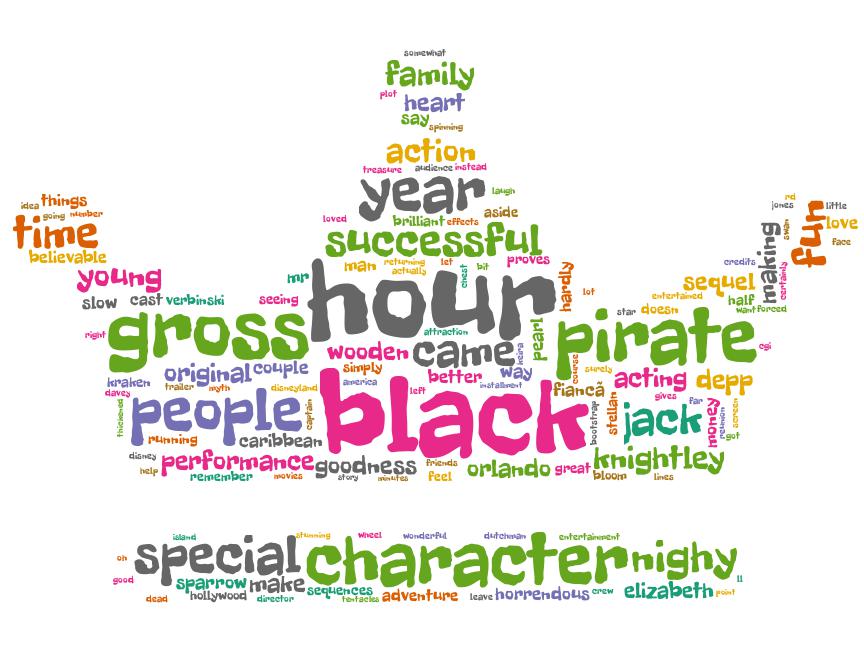 somewhat
family
plot heart
say
spinning
action
treasure audience instead
year laugh
idea things
going number
time
believable
loved brilliant effects aside
successful
rd
jones fun little
swan love
making face
man returning let chest bit proves
actually
young mr
credits certainly
hour hardly
sequel
slow cast verbinski seeing lot
entertained half
star doesn want forced
right gross attraction pearl pirate cgi
wooden came keira
original couple simply better way course surely
kraken trailer myth disneyland america left installment fiancã acting depp
davey gives
thickened people captain black bootstrap stellan jack far money reunion screen
got
running caribbean
disney performance goodness friends orlando great knightley
help remember movies story minutes feel bloom lines
island stunning wheel wonderful dutchman entertainment
oh special character nighy
good sparrow make sequences ll
dead hollywood director tentacles adventure leave horrendous crew elizabeth point